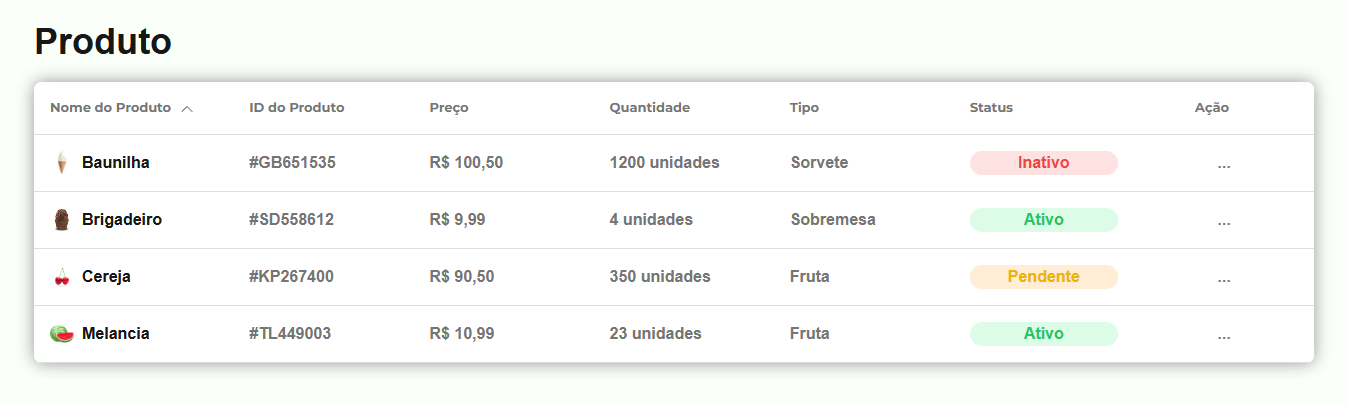 Produto
Nome do Produto ID do Produto Preço Quantidade Tipo Status Ação
Baunilha #GB651535 R$ 100,50 1200 unidades Sorvete Inativo ...
Brigadeiro #SD558612 R$ 9,99 4 unidades Sobremesa Ativo ...
Cereja #KP267400 R$ 90,50 350 unidades Fruta Pendente ...
Melancia #TL449003 R$ 10,99 23 unidades Fruta Ativo ...